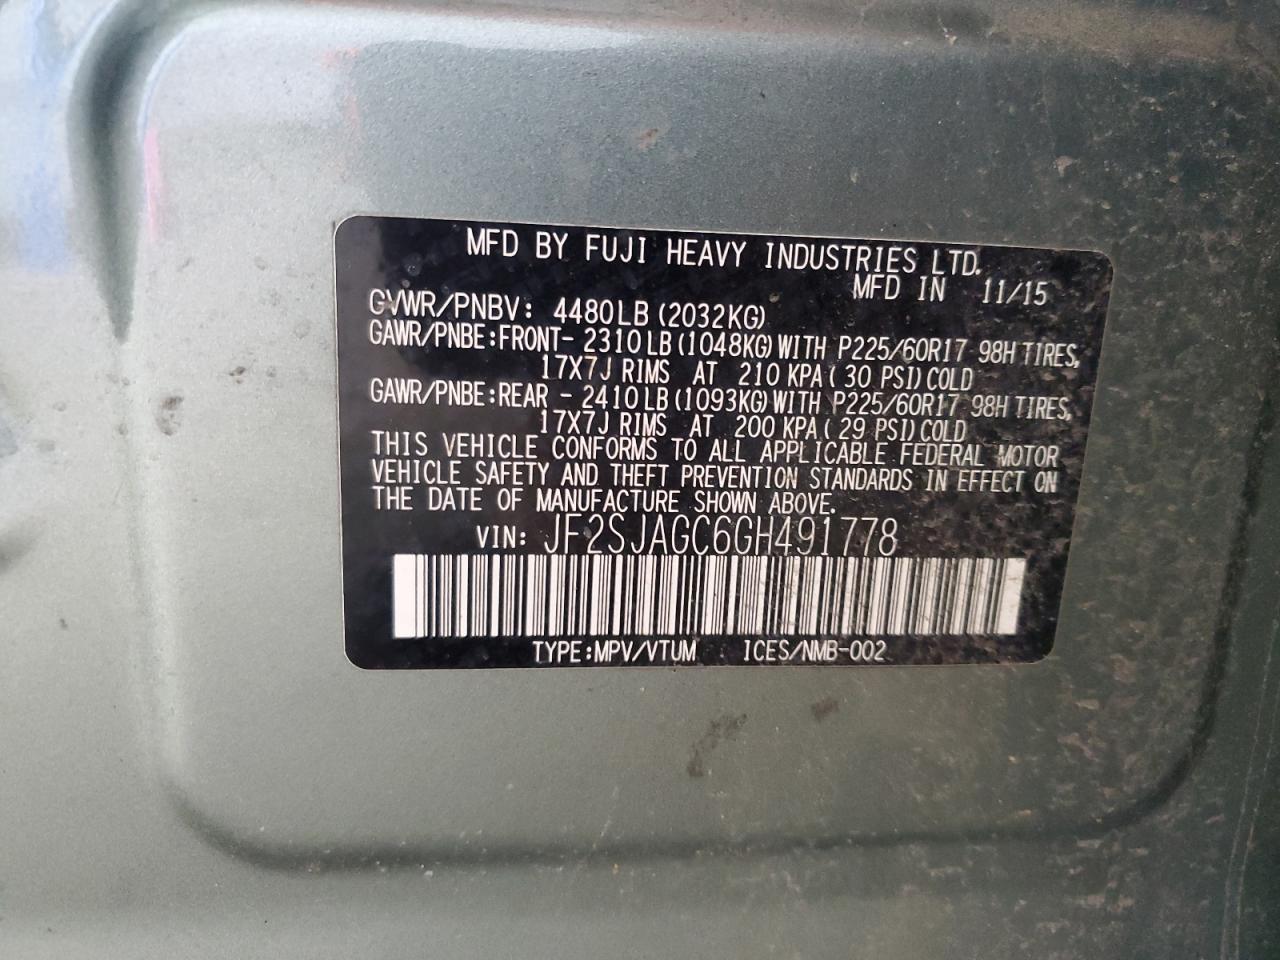 MFD BY FUJI HEAVY INDUSTRIES LTD.
MFD IN 11/15
GVWR/PNBV: 4480LB (2032KG)
GAWR/PNBE:FRONT- 2310LB (1048KG) WITH P225/60R17 98H TIRES,
17X7J RIMS AT 210 KPA ( 30 PSI) COLD
GAWR/PNBE:REAR - 2410LB (1093KG) WITH P225/60R17 98H TIRES,
17X7J RIMS AT 200 KPA ( 29 PSI) COLD
THIS VEHICLE CONFORMS TO ALL APPLICABLE FEDERAL MOTOR
VEHICLE SAFETY AND THEFT PREVENTION STANDARDS IN EFFECT ON
THE DATE OF MANUFACTURE SHOWN ABOVE.
VIN: JF2SJAGC6GH491778
TYPE:MPV/VTUM ICES/NMB-002